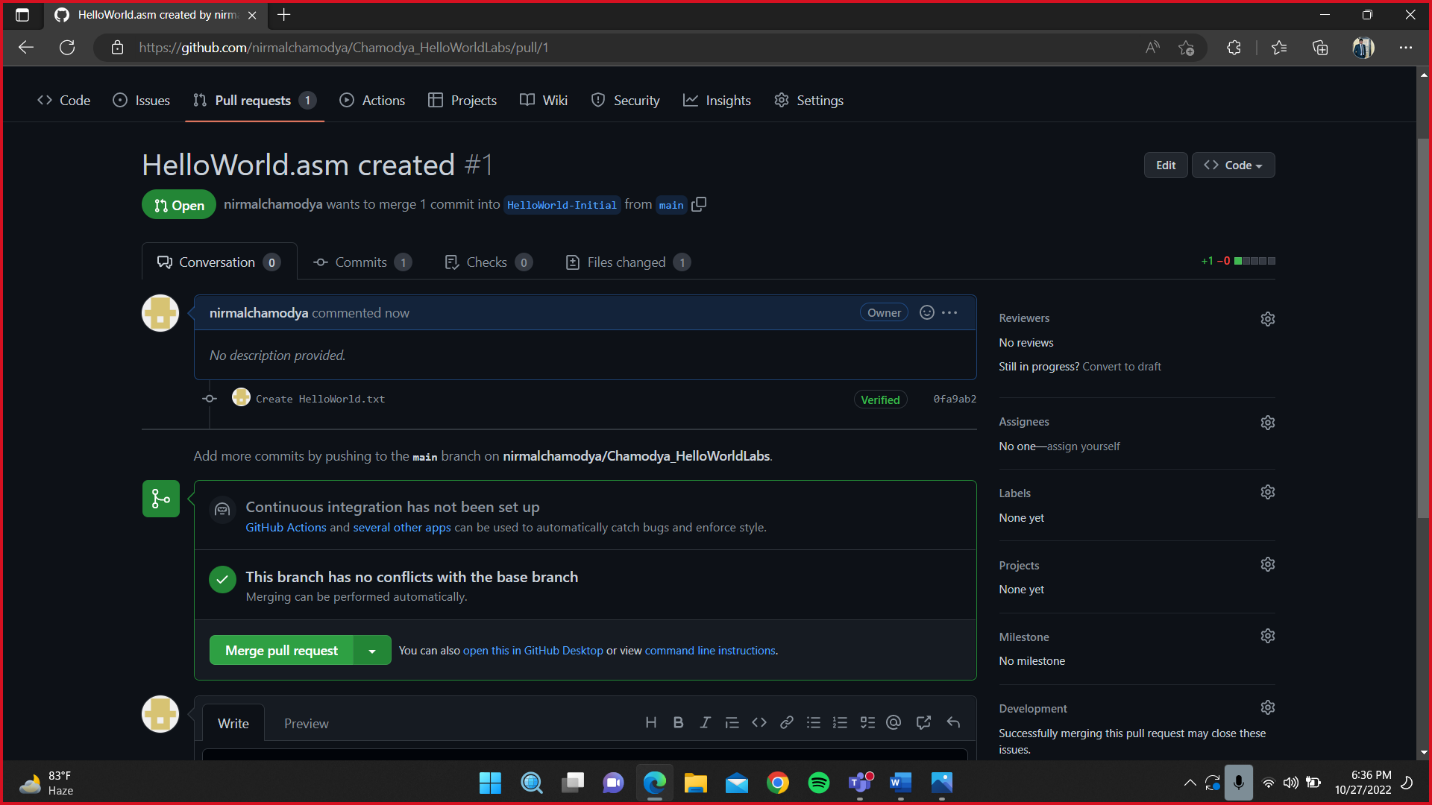 HelloWorld.asm created by nirm
https://github.com/nirmalchamodya/Chamodya_HelloWorldLabs/pull/1
Code Issues Pull requests 1 Actions Projects Wiki Security Insights Settings
HelloWorld.asm created #1
Edit Code
Open nirmalchamodya wants to merge 1 commit into HelloWorld-Initial from main
Conversation 0 Commits 1 Checks 0 Files changed 1 +1 −0
nirmalchamodya commented now Owner
No description provided.
Create HelloWorld.txt Verified 0fa9ab2
Add more commits by pushing to the main branch on nirmalchamodya/Chamodya_HelloWorldLabs.
Continuous integration has not been set up
GitHub Actions and several other apps can be used to automatically catch bugs and enforce style.
This branch has no conflicts with the base branch
Merging can be performed automatically.
Merge pull request You can also open this in GitHub Desktop or view command line instructions.
Write Preview
Reviewers
No reviews
Still in progress? Convert to draft
Assignees
No one—assign yourself
Labels
None yet
Projects
None yet
Milestone
No milestone
Development
Successfully merging this pull request may close these
issues.
83°F
Haze
6:36 PM
10/27/2022